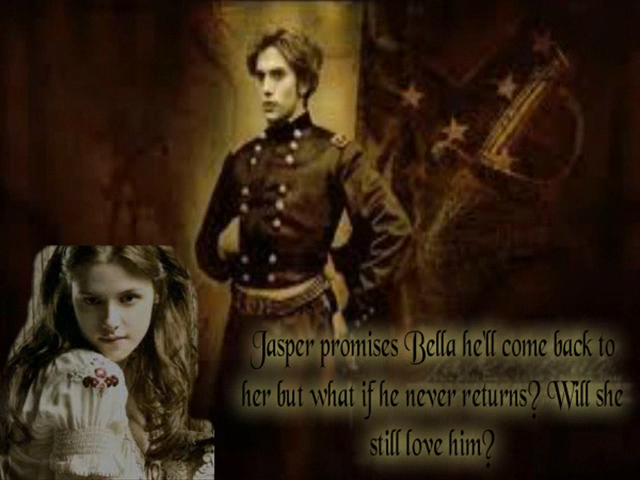 Jasper promises Bella he'll come back to
her but what if he never returns? Will she
still love him?